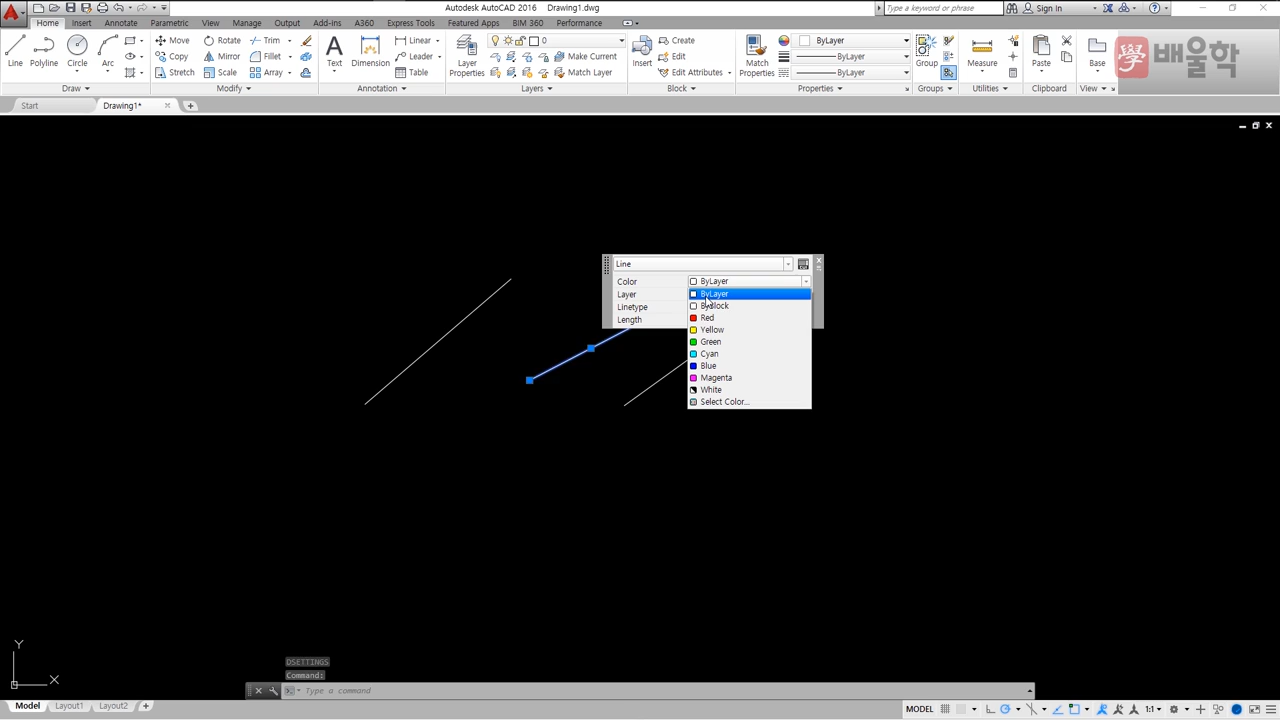 Autodesk AutoCAD 2016 Drawing1.dwg Type a keyword or phrase Sign In
Home Insert Annotate Parametric View Manage Output Add-ins A360 Express Tools Featured Apps BIM 360 Performance
Line Polyline Circle Arc
Move Rotate Trim
Copy Mirror Fillet
Stretch Scale Array
Text Dimension
Linear
Leader
Table
Layer Properties
0
Make Current
Match Layer
Insert
Create
Edit
Edit Attributes
Match Properties
ByLayer
ByLayer
ByLayer
Group
Measure
Paste
Base
學 배울학
Draw Modify Annotation Layers Block Properties Groups Utilities Clipboard View
Start Drawing1*
Line
Color ByLayer
Layer
Linetype
Length
ByLayer
ByBlock
Red
Yellow
Green
Cyan
Blue
Magenta
White
Select Color...
Y
X
DSETTINGS
Command:
Type a command
Model Layout1 Layout2
MODEL 1:1